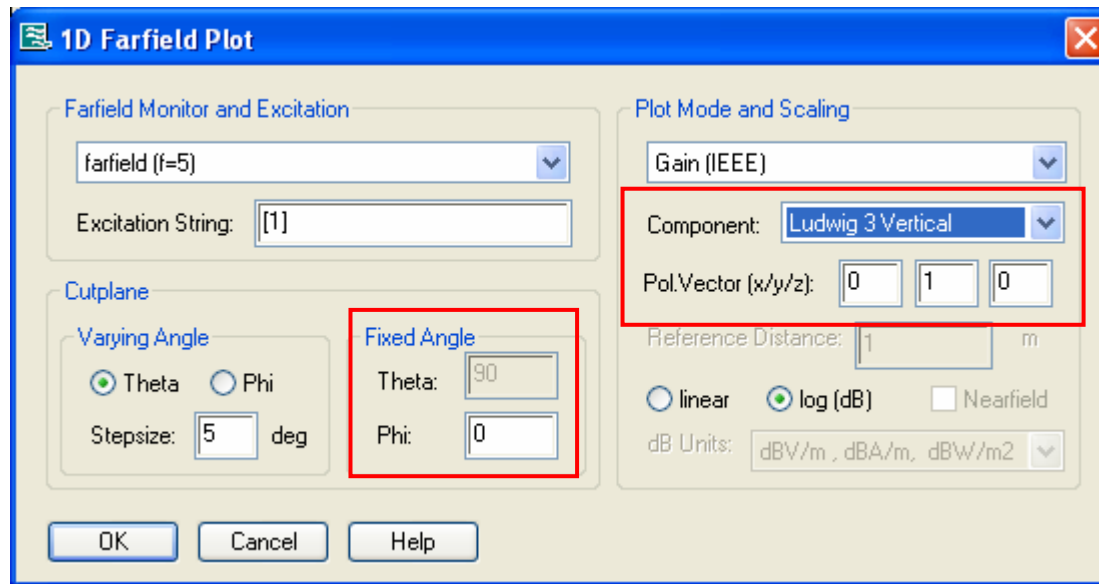 1D Farfield Plot
Farfield Monitor and Excitation
farfield (f=5)
Excitation String: [1]
Cutplane
Varying Angle
Theta Phi
Stepsize: 5 deg
Fixed Angle
Theta: 90
Phi: 0
Plot Mode and Scaling
Gain (IEEE)
Component: Ludwig 3 Vertical
Pol.Vector (x/y/z): 0 1 0
Reference Distance: 1 m
linear log (dB) Nearfield
dB Units: dBV/m , dBA/m, dBW/m2
OK Cancel Help